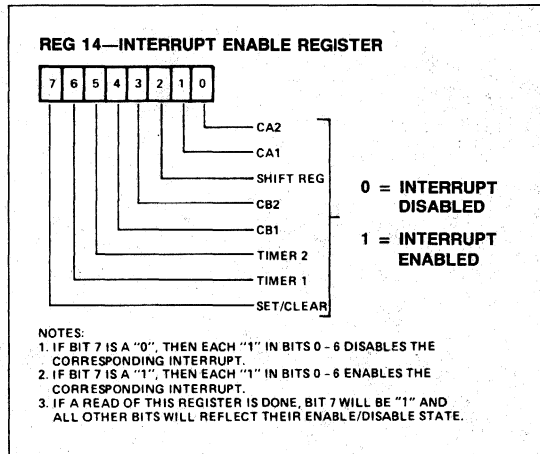 REG 14—INTERRUPT ENABLE REGISTER
7 6 5 4 3 2 1 0
CA2
CA1
SHIFT REG
CB2
CB1
TIMER 2
TIMER 1
SET/CLEAR
0 = INTERRUPT
DISABLED
1 = INTERRUPT
ENABLED
NOTES:
1. IF BIT 7 IS A "0", THEN EACH "1" IN BITS 0 - 6 DISABLES THE
CORRESPONDING INTERRUPT.
2. IF BIT 7 IS A "1", THEN EACH "1" IN BITS 0 - 6 ENABLES THE
CORRESPONDING INTERRUPT.
3. IF A READ OF THIS REGISTER IS DONE, BIT 7 WILL BE "1" AND
ALL OTHER BITS WILL REFLECT THEIR ENABLE/DISABLE STATE.